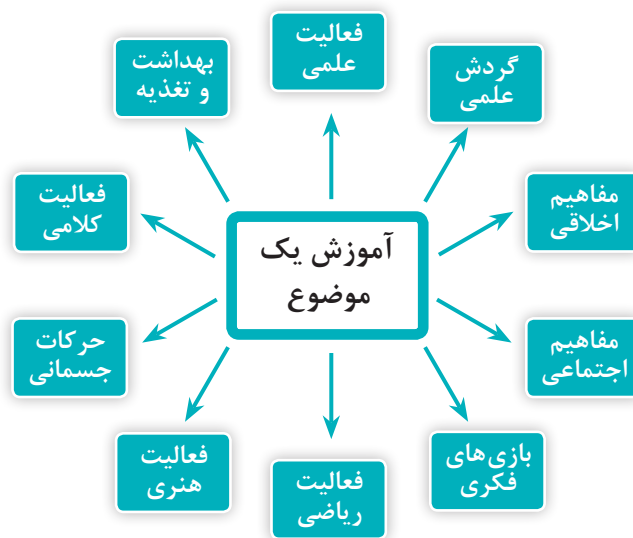 فعالیت
علمی
گردش
علمی
بهداشت
و تغذیه
مفاهیم
اخلاقی
فعالیت
کلامی
آموزش یک
موضوع
مفاهیم
اجتماعی
حرکات
جسمانی
بازی‌های
فکری
فعالیت
هنری
فعالیت
ریاضی